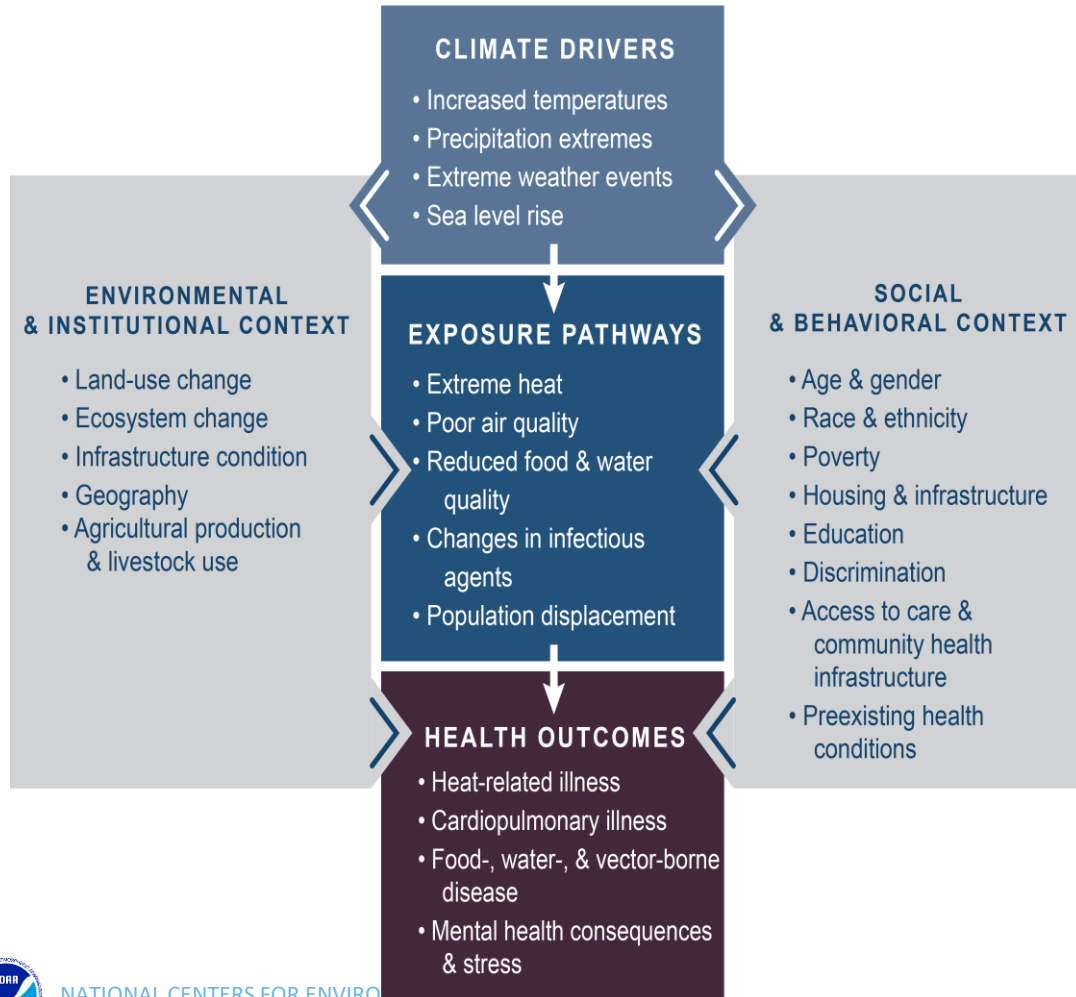 CLIMATE DRIVERS
• Increased temperatures
• Precipitation extremes
• Extreme weather events
• Sea level rise
ENVIRONMENTAL
& INSTITUTIONAL CONTEXT
• Land-use change
• Ecosystem change
• Infrastructure condition
• Geography
• Agricultural production
& livestock use
EXPOSURE PATHWAYS
• Extreme heat
• Poor air quality
• Reduced food & water
quality
• Changes in infectious
agents
• Population displacement
SOCIAL
& BEHAVIORAL CONTEXT
• Age & gender
• Race & ethnicity
• Poverty
• Housing & infrastructure
• Education
• Discrimination
• Access to care &
community health
infrastructure
• Preexisting health
conditions
HEALTH OUTCOMES
• Heat-related illness
• Cardiopulmonary illness
• Food-, water-, & vector-borne
disease
• Mental health consequences
& stress
NATIONAL CENTERS FOR